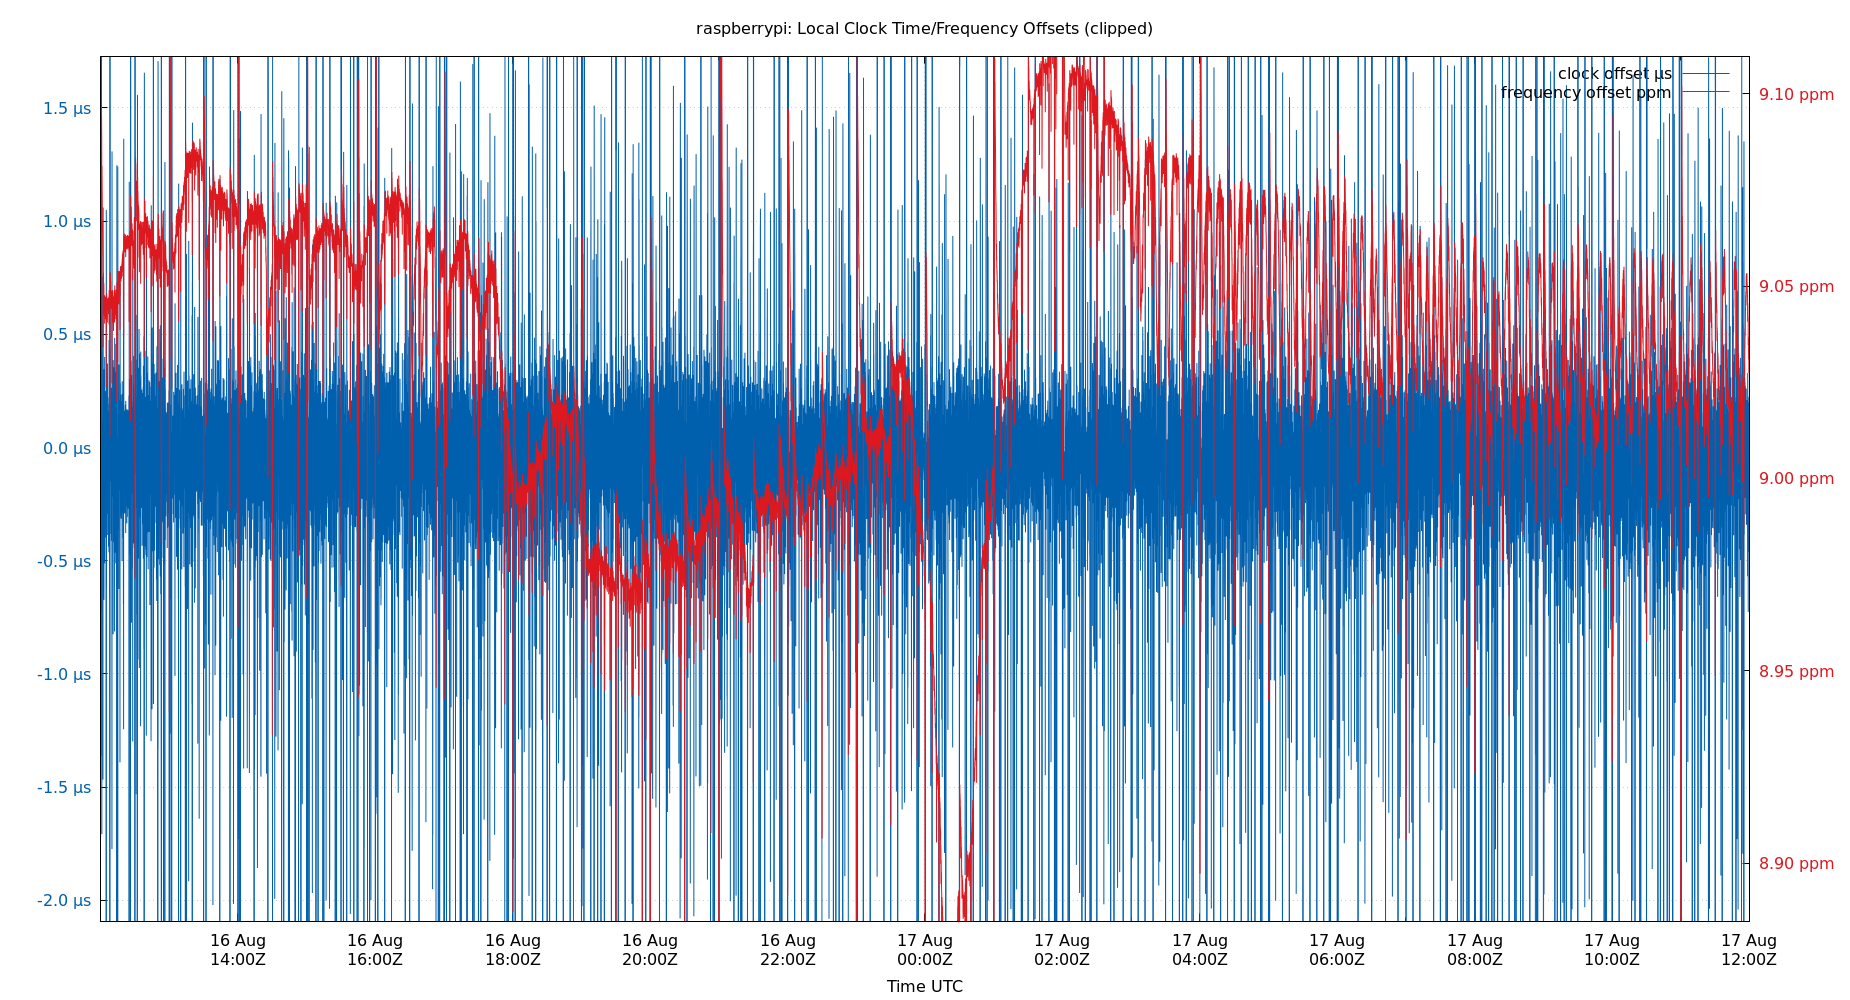 raspberrypi: Local Clock Time/Frequency Offsets (clipped)
clock offset µs
frequency offset ppm
1.5 µs
1.0 µs
0.5 µs
0.0 µs
-0.5 µs
-1.0 µs
-1.5 µs
-2.0 µs
9.10 ppm
9.05 ppm
9.00 ppm
8.95 ppm
8.90 ppm
16 Aug 16 Aug 16 Aug 16 Aug 16 Aug 17 Aug 17 Aug 17 Aug 17 Aug 17 Aug 17 Aug 17 Aug
14:00Z 16:00Z 18:00Z 20:00Z 22:00Z 00:00Z 02:00Z 04:00Z 06:00Z 08:00Z 10:00Z 12:00Z
Time UTC